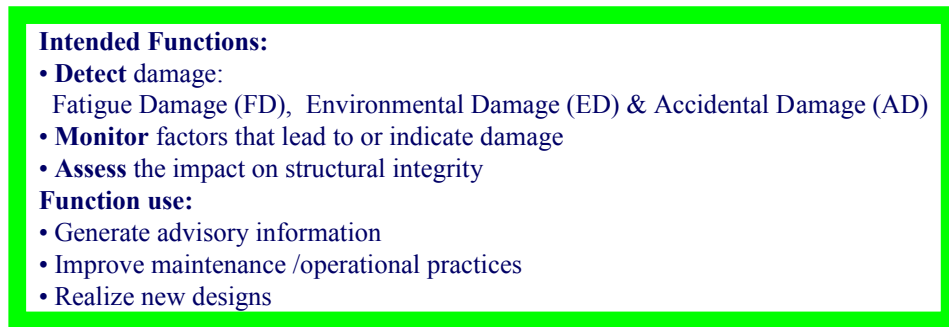 Intended Functions:
• Detect damage:
Fatigue Damage (FD), Environmental Damage (ED) & Accidental Damage (AD)
• Monitor factors that lead to or indicate damage
• Assess the impact on structural integrity
Function use:
• Generate advisory information
• Improve maintenance /operational practices
• Realize new designs